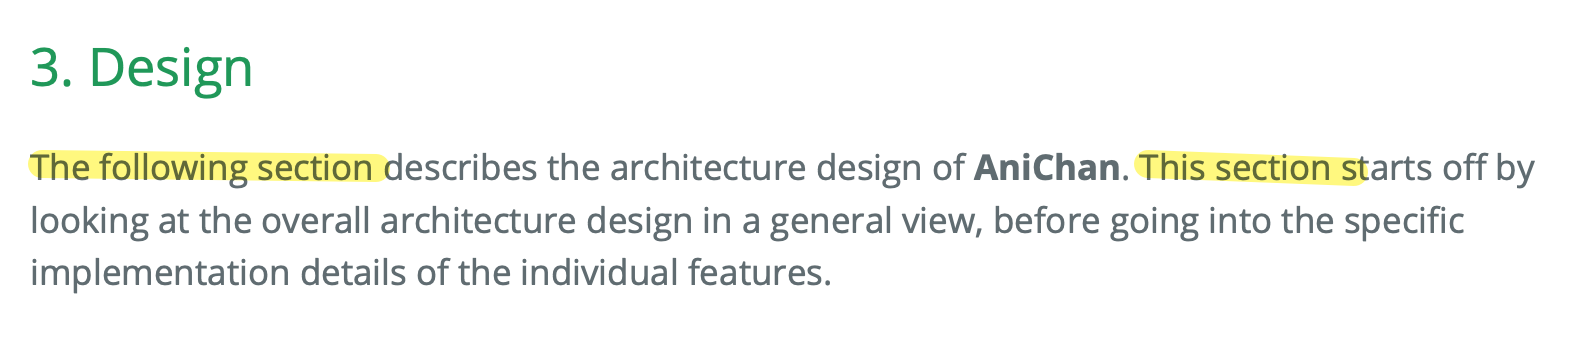 3. Design
The following section describes the architecture design of AniChan. This section starts off by
looking at the overall architecture design in a general view, before going into the specific
implementation details of the individual features.